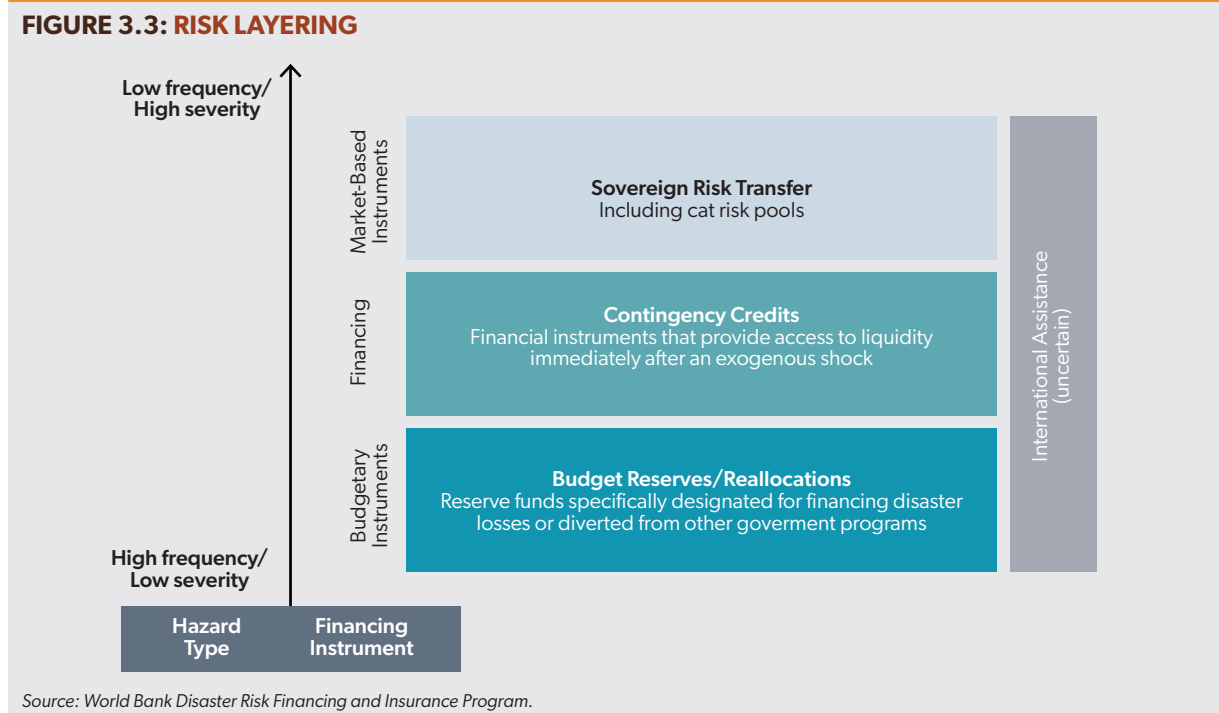 FIGURE 3.3: RISK LAYERING
Low frequency/
High severity
Market-Based
Instruments
Sovereign Risk Transfer
Including cat risk pools
Financing
Contingency Credits
Financial instruments that provide access to liquidity
immediately after an exogenous shock
Budgetary
Instruments
Budget Reserves/Reallocations
Reserve funds specifically designated for financing disaster
losses or diverted from other goverment programs
International Assistance
(uncertain)
High frequency/
Low severity
Hazard
Type
Financing
Instrument
Source: World Bank Disaster Risk Financing and Insurance Program.